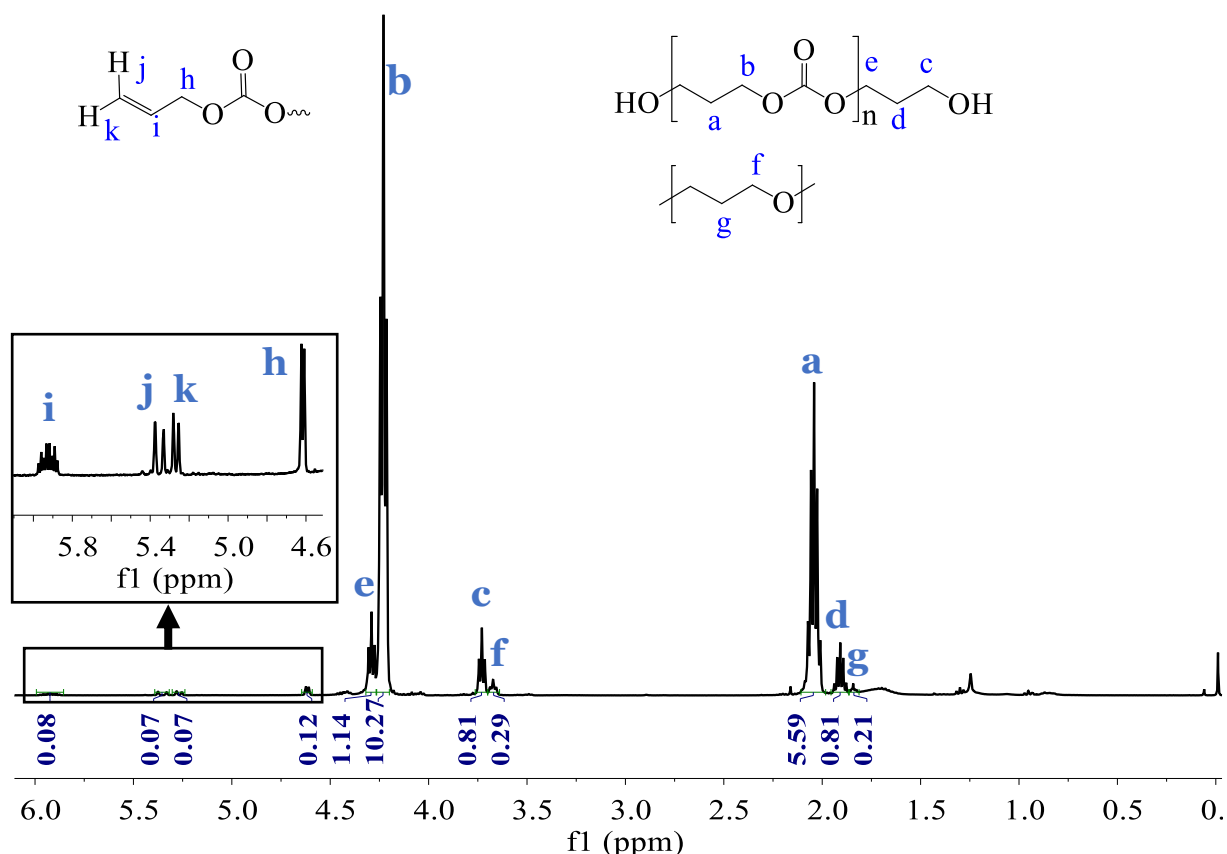 H
j
h
O
O
O
H
k
i
b
O
e
c
HO
O
O
n
OH
a
d
f
O
g
b
a
h
j
k
i
5.8 5.4 5.0 4.6
f1 (ppm)
e
c
f
d
g
0.08
0.07
0.07
0.12
1.14
10.27
0.81
0.29
5.59
0.81
0.21
6.0 5.5 5.0 4.5 4.0 3.5 3.0 2.5 2.0 1.5 1.0 0.5 0.
f1 (ppm)